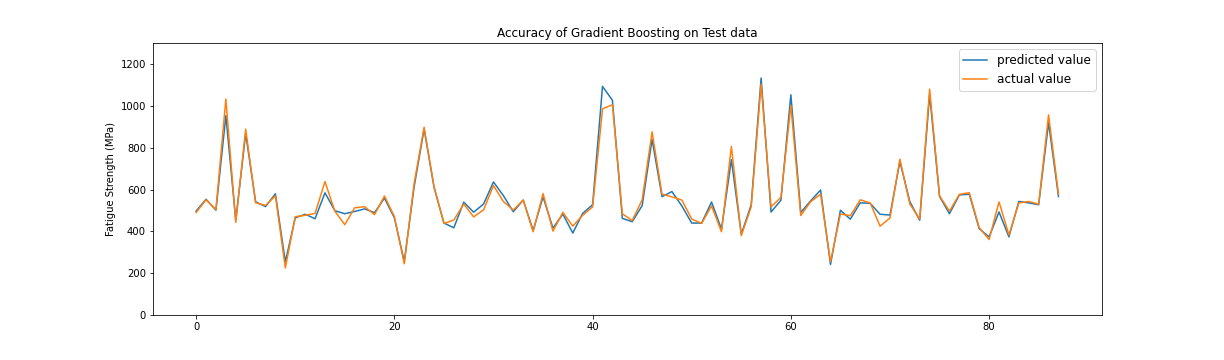 Accuracy of Gradient Boosting on Test data
predicted value
actual value
Fatigue Strength (MPa)
1200
1000
800
600
400
200
0
0 20 40 60 80